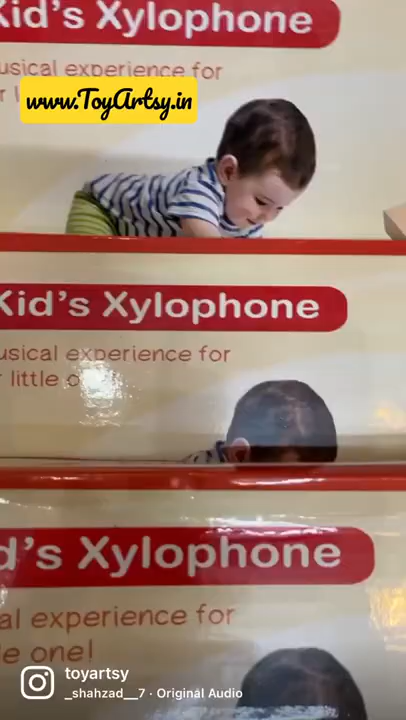 Kid's Xylophone
usical experience for
www.ToyArtsy.in
Kid's Xylophone
usical experience for
little o
d's Xylophone
al experience for
le one!
toyartsy
_shahzad__7 · Original Audio